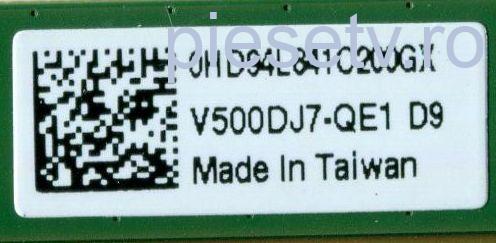 piesetv.ro
V500DJ7-QE1 D9
Made In Taiwan